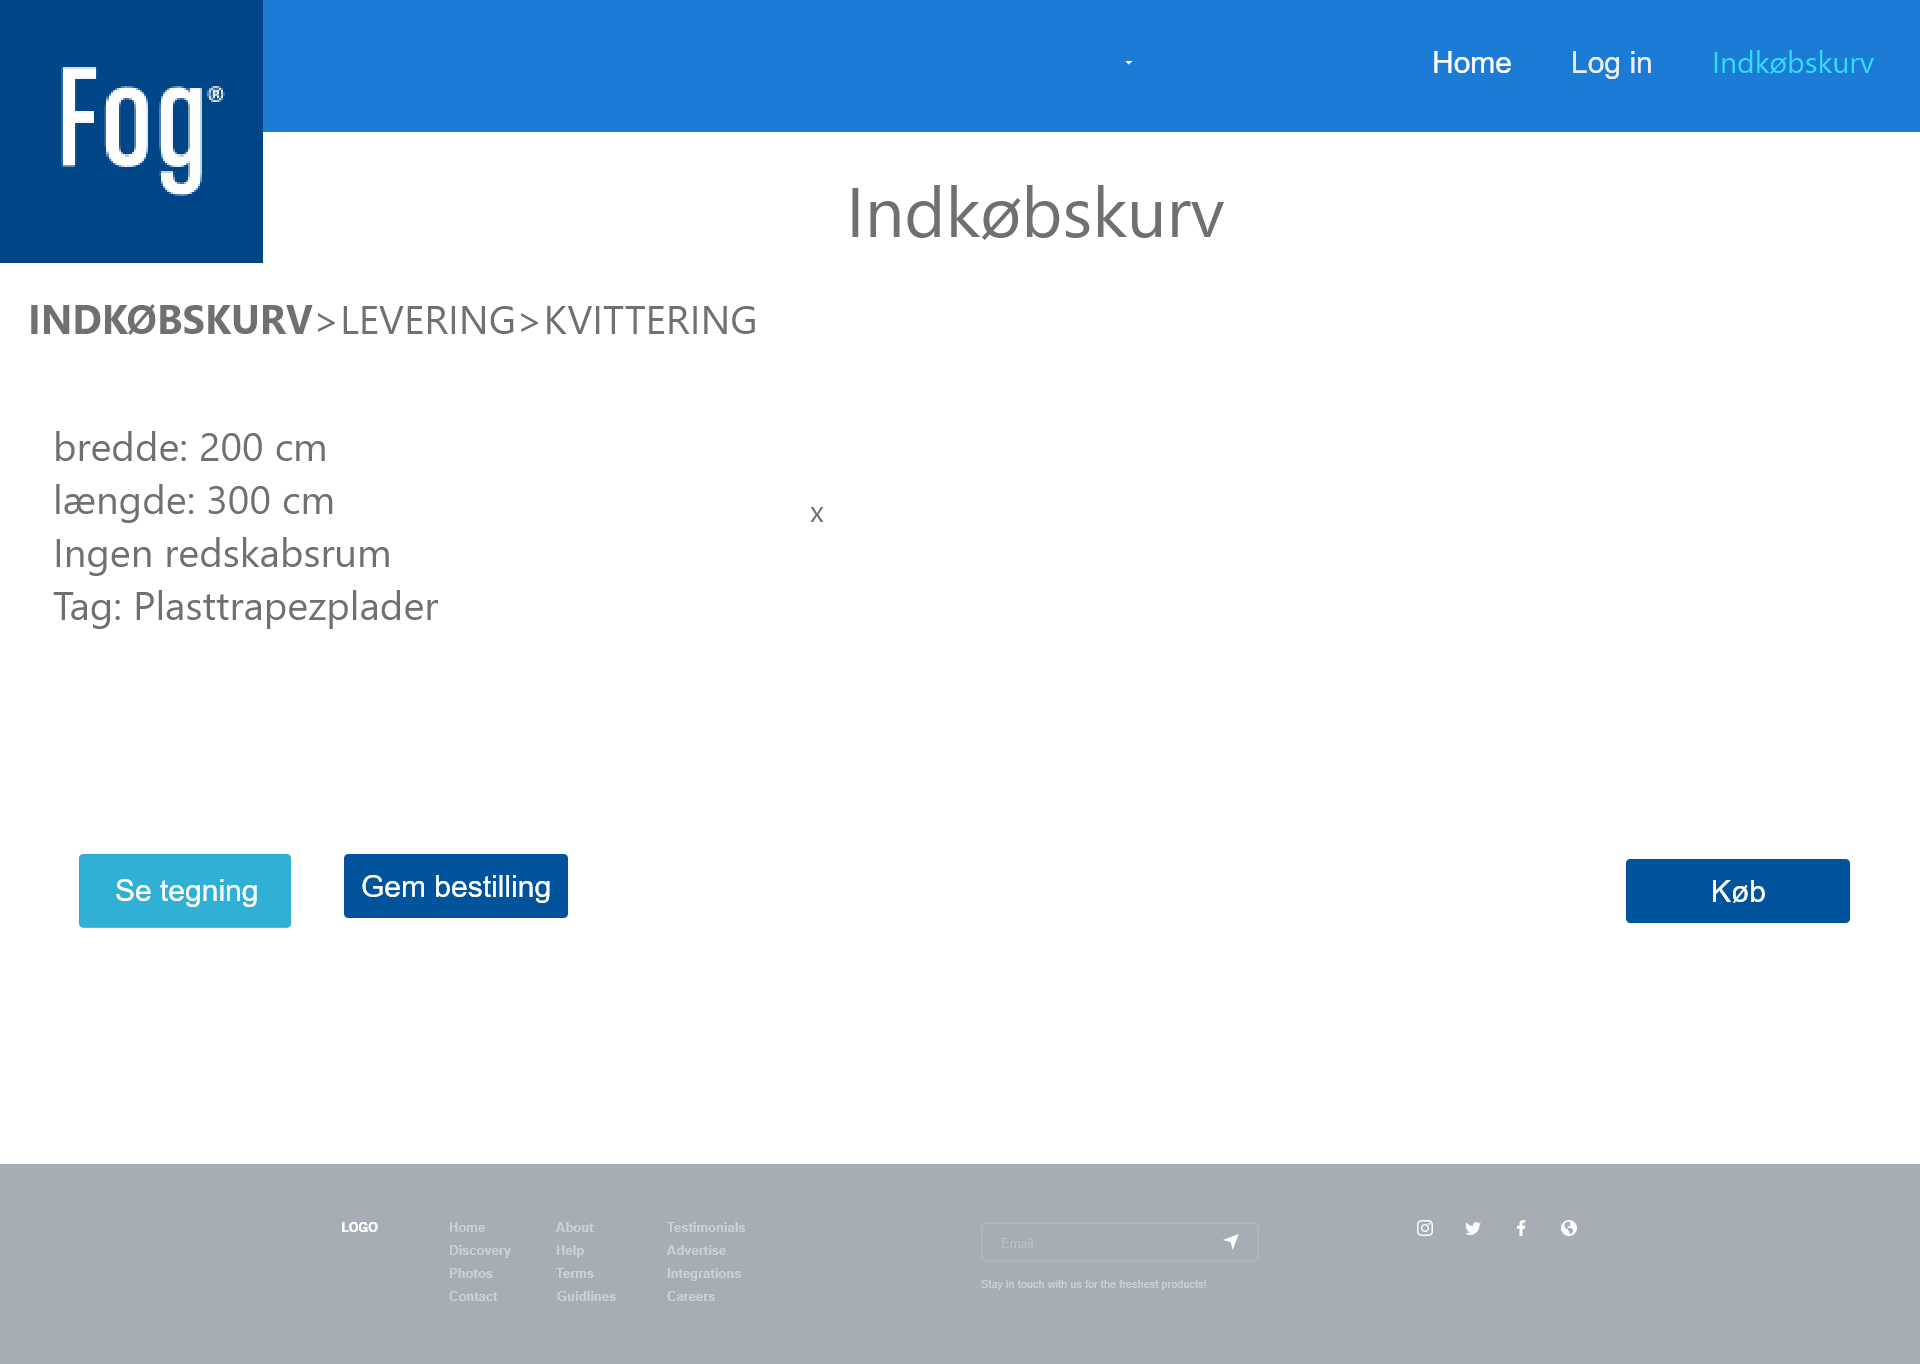 Fog®
Home Log in Indkøbskurv
Indkøbskurv
INDKØBSKURV>LEVERING>KVITTERING
bredde: 200 cm
længde: 300 cm
Ingen redskabsrum
Tag: Plasttrapezplader
x
Se tegning
Gem bestilling
Køb
LOGO
Home
Discovery
Photos
Contact
About
Help
Terms
Guidlines
Testimonials
Advertise
Integrations
Careers
Email
Stay in touch with us for the freshest products!